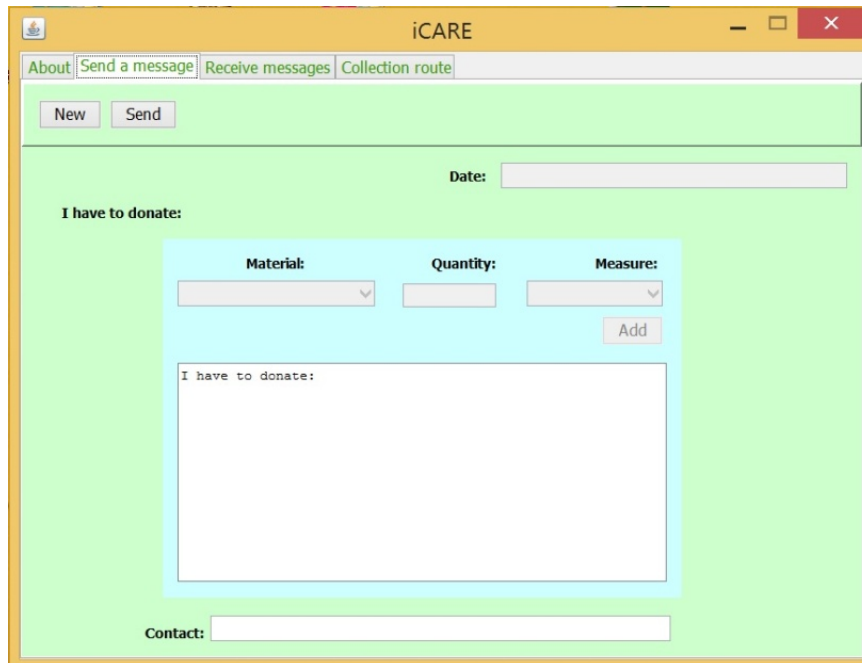 iCARE
About Send a message Receive messages Collection route
New Send
Date:
I have to donate:
Material: Quantity: Measure:
Add
I have to donate:
Contact: